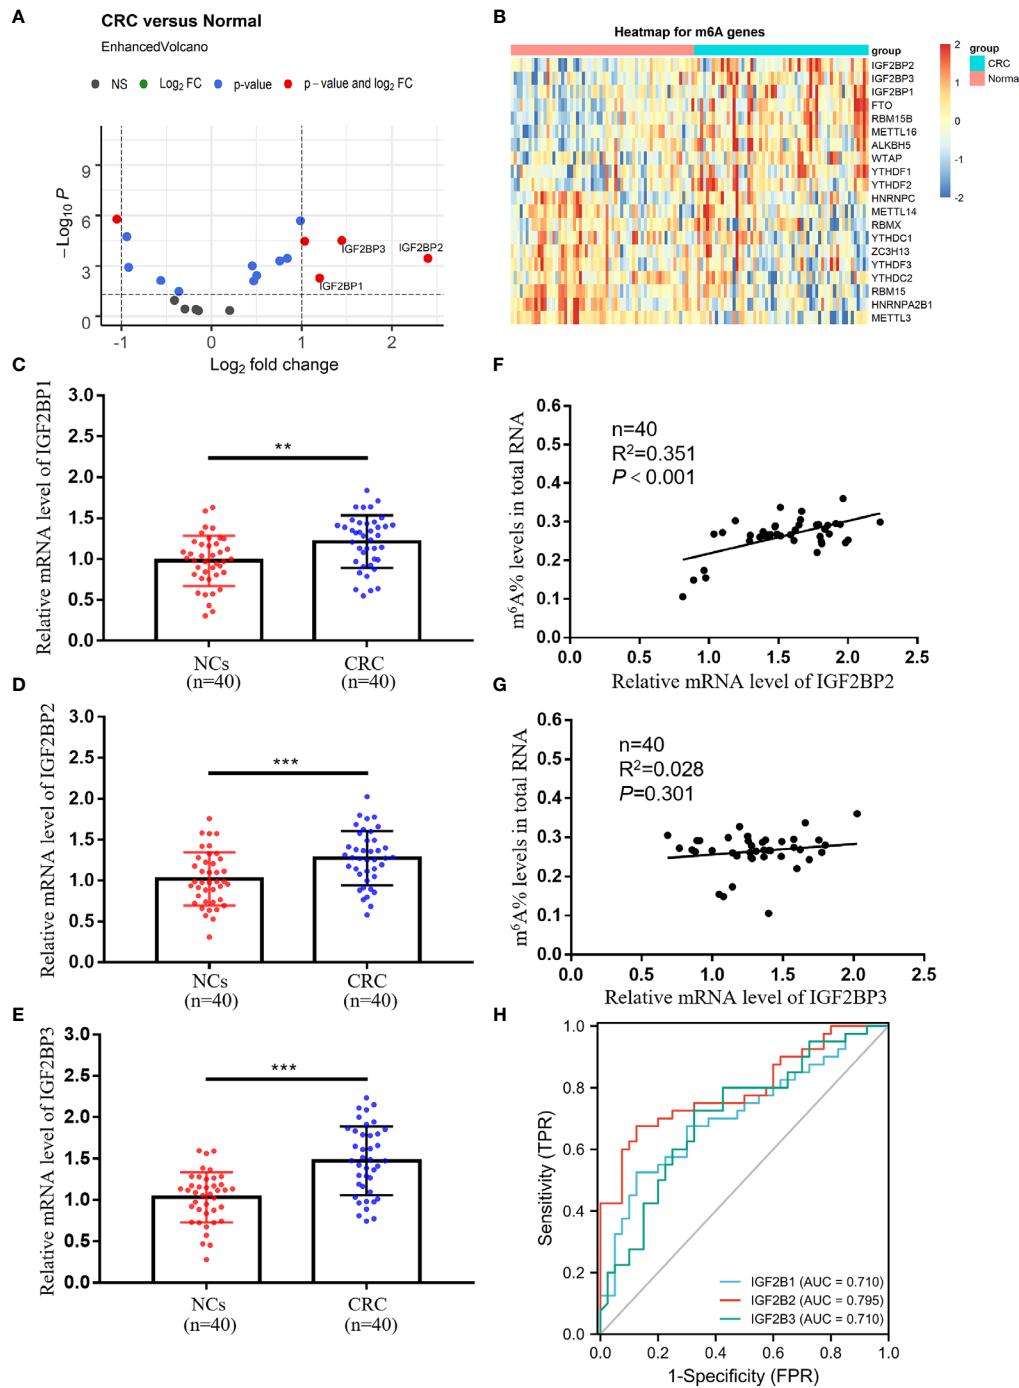 A
CRC versus Normal
EnhancedVolcano
NS
Log2 FC
p-value
p − value and log2 FC
−Log10 P
9
6
3
0
IGF2BP3
IGF2BP2
IGF2BP1
-1
0
1
2
Log2 fold change
B
Heatmap for m6A genes
group
IGF2BP2
IGF2BP3
IGF2BP1
FTO
RBM15B
METTL16
ALKBH5
WTAP
YTHDF1
YTHDF2
HNRNPC
METTL14
RBMX
YTHDC1
ZC3H13
YTHDF3
YTHDC2
RBM15
HNRNPA2B1
METTL3
2
1
0
-1
-2
group
CRC
Norma
C
Relative mRNA level of IGF2BP1
3.0
2.5
2.0
1.5
1.0
0.5
0.0
**
NCs
(n=40)
CRC
(n=40)
D
Relative mRNA level of IGF2BP2
3.0
2.5
2.0
1.5
1.0
0.5
0.0
***
NCs
(n=40)
CRC
(n=40)
E
Relative mRNA level of IGF2BP3
3.0
2.5
2.0
1.5
1.0
0.5
0.0
***
NCs
(n=40)
CRC
(n=40)
F
m6A% levels in total RNA
0.6
0.5
0.4
0.3
0.2
0.1
0.0
n=40
R2=0.351
P < 0.001
0.0
0.5
1.0
1.5
2.0
2.5
Relative mRNA level of IGF2BP2
G
m6A% levels in total RNA
0.6
0.5
0.4
0.3
0.2
0.1
0.0
n=40
R2=0.028
P=0.301
0.0
0.5
1.0
1.5
2.0
2.5
Relative mRNA level of IGF2BP3
H
Sensitivity (TPR)
1.0
0.8
0.6
0.4
0.2
0.0
IGF2B1 (AUC = 0.710)
IGF2B2 (AUC = 0.795)
IGF2B3 (AUC = 0.710)
0.0
0.2
0.4
0.6
0.8
1.0
1-Specificity (FPR)